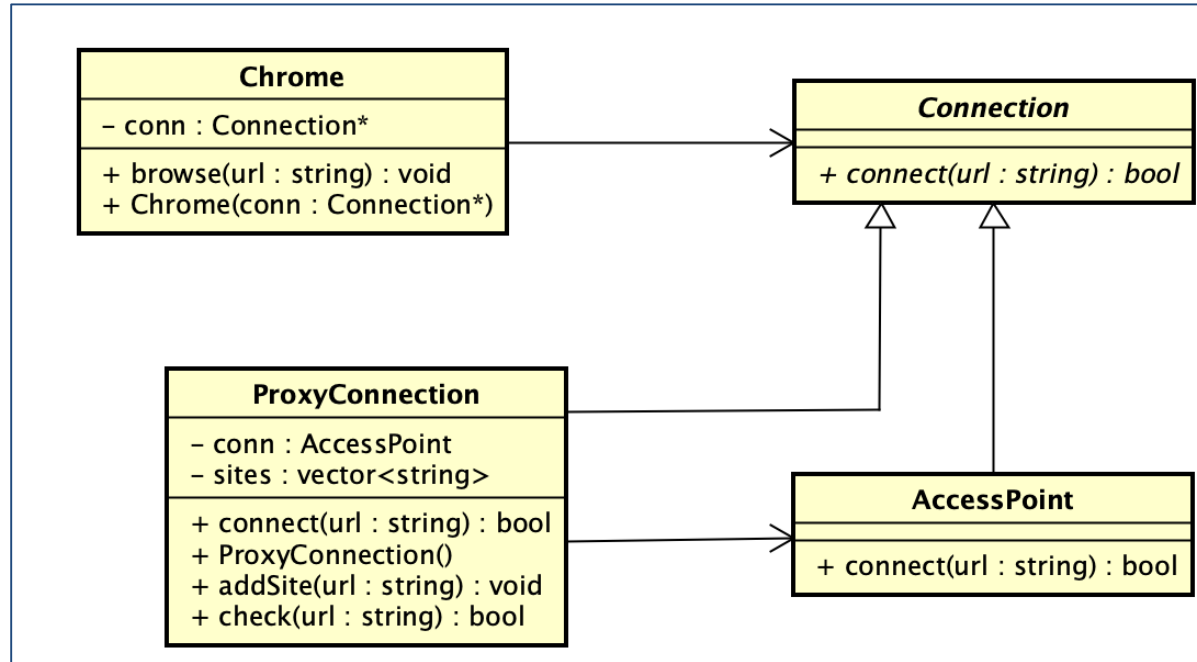 Chrome
– conn : Connection*
+ browse(url : string) : void
+ Chrome(conn : Connection*)
Connection
+ connect(url : string) : bool
ProxyConnection
– conn : AccessPoint
– sites : vector<string>
+ connect(url : string) : bool
+ ProxyConnection()
+ addSite(url : string) : void
+ check(url : string) : bool
AccessPoint
+ connect(url : string) : bool